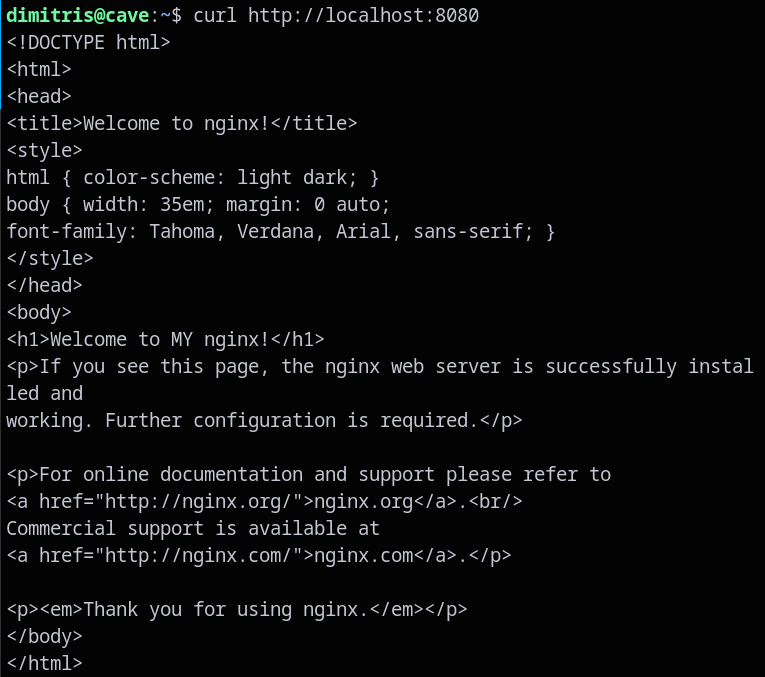 dimitris@cave:~$ curl http://localhost:8080
<!DOCTYPE html>
<html>
<head>
<title>Welcome to nginx!</title>
<style>
html { color-scheme: light dark; }
body { width: 35em; margin: 0 auto;
font-family: Tahoma, Verdana, Arial, sans-serif; }
</style>
</head>
<body>
<h1>Welcome to MY nginx!</h1>
<p>If you see this page, the nginx web server is successfully instal
led and
working. Further configuration is required.</p>

<p>For online documentation and support please refer to
<a href="http://nginx.org/">nginx.org</a>.<br/>
Commercial support is available at
<a href="http://nginx.com/">nginx.com</a>.</p>

<p><em>Thank you for using nginx.</em></p>
</body>
</html>